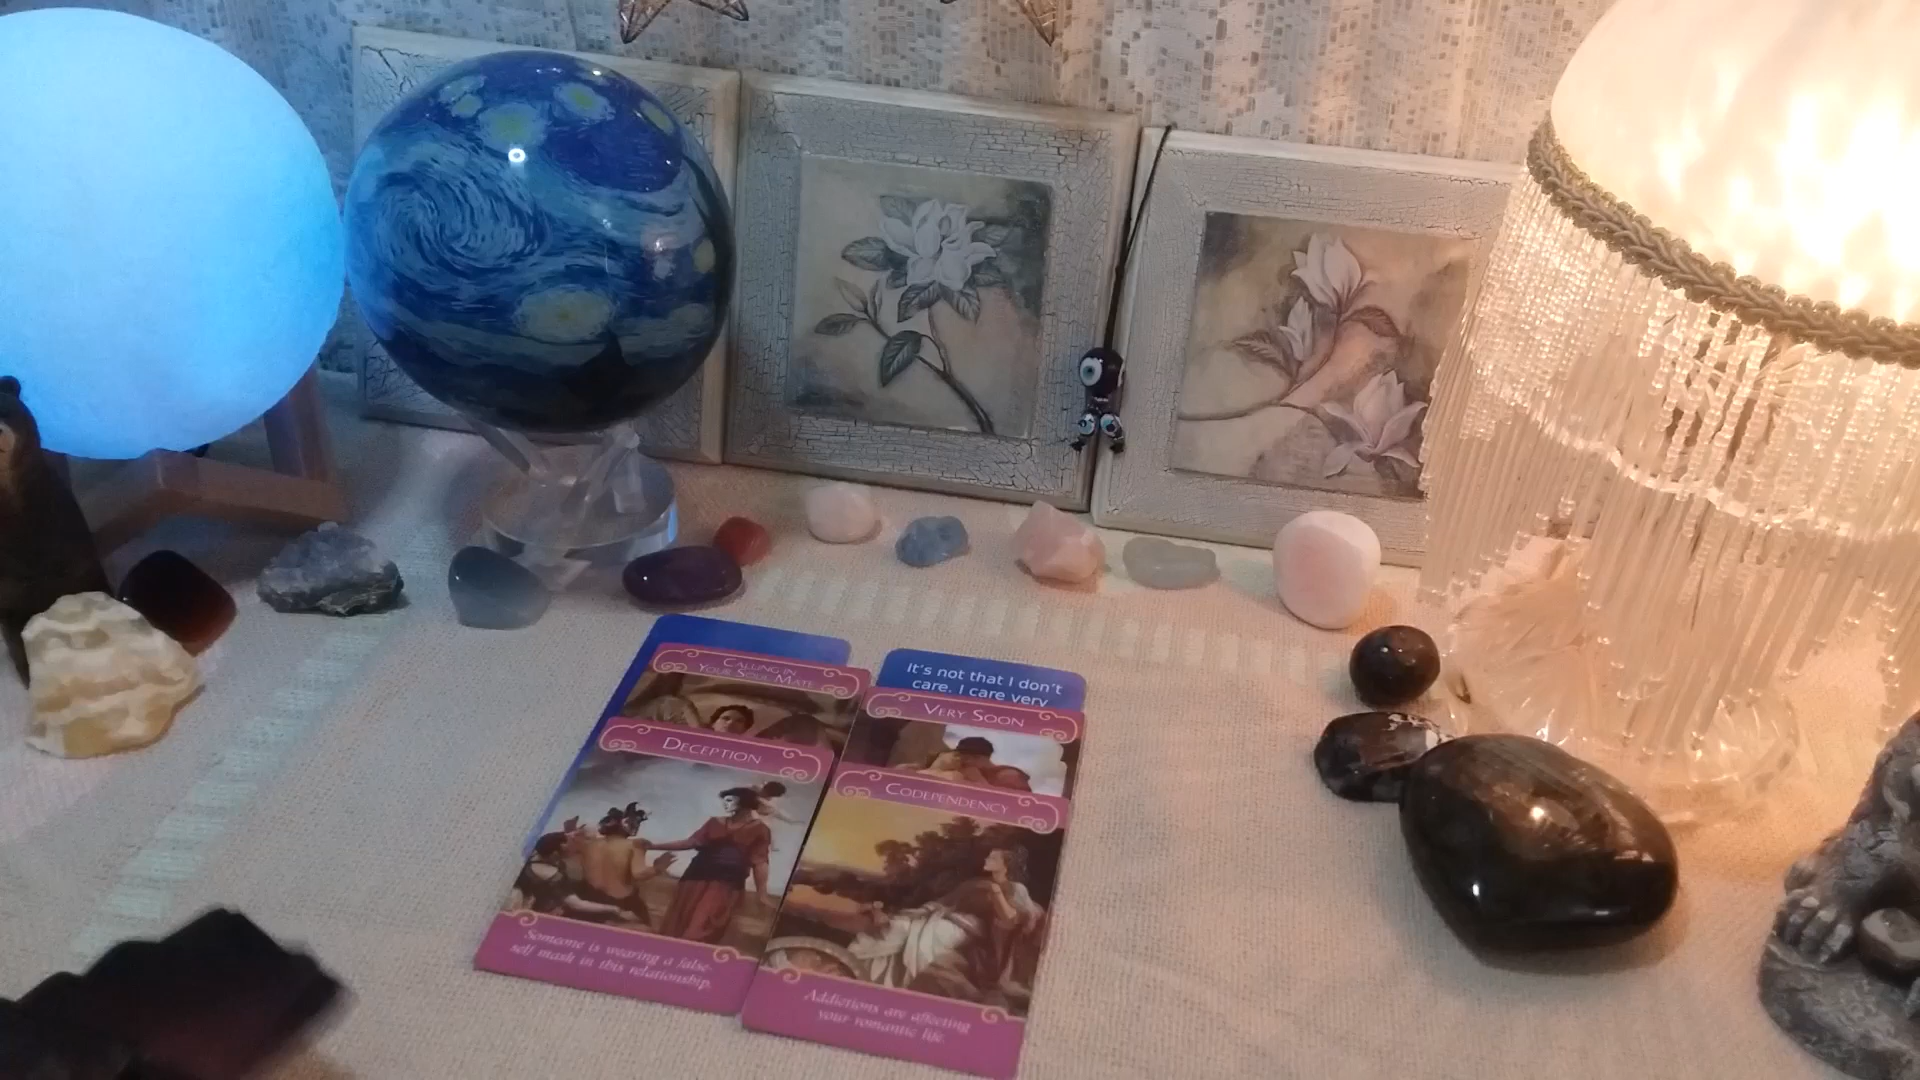 CALLING IN
YOUR SOUL MATE
DECEPTION
Someone is wearing a false-
self mask in this relationship.
It's not that I don't
care. I care very
VERY SOON
CODEPENDENCY
Addictions are affecting
your romantic life.